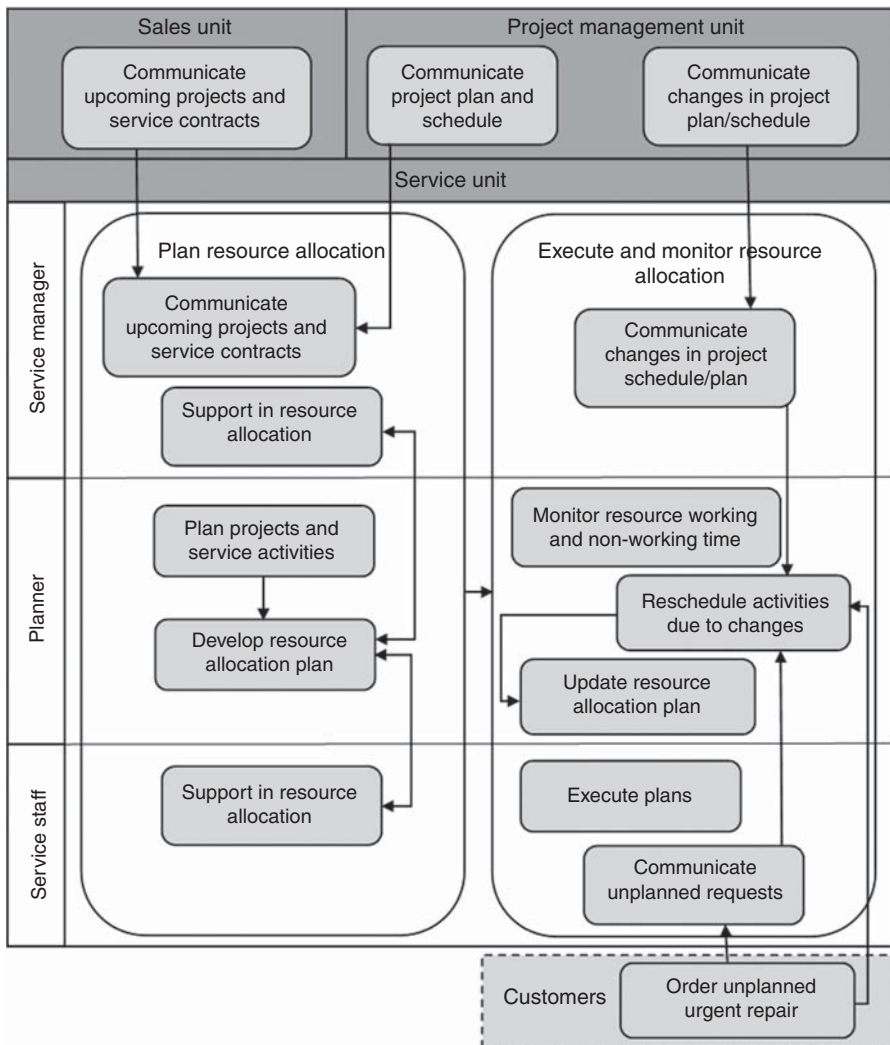 Sales unit
Project management unit
Communicate
upcoming projects and
service contracts
Communicate
project plan and
schedule
Communicate
changes in project
plan/schedule
Service unit
Service manager
Plan resource allocation
Communicate
upcoming projects and
service contracts
Support in resource
allocation
Execute and monitor resource
allocation
Communicate
changes in project
schedule/plan
Planner
Plan projects and
service activities
Develop resource
allocation plan
Monitor resource working
and non-working time
Reschedule activities
due to changes
Update resource
allocation plan
Service staff
Support in resource
allocation
Execute plans
Communicate
unplanned requests
Customers
Order unplanned
urgent repair